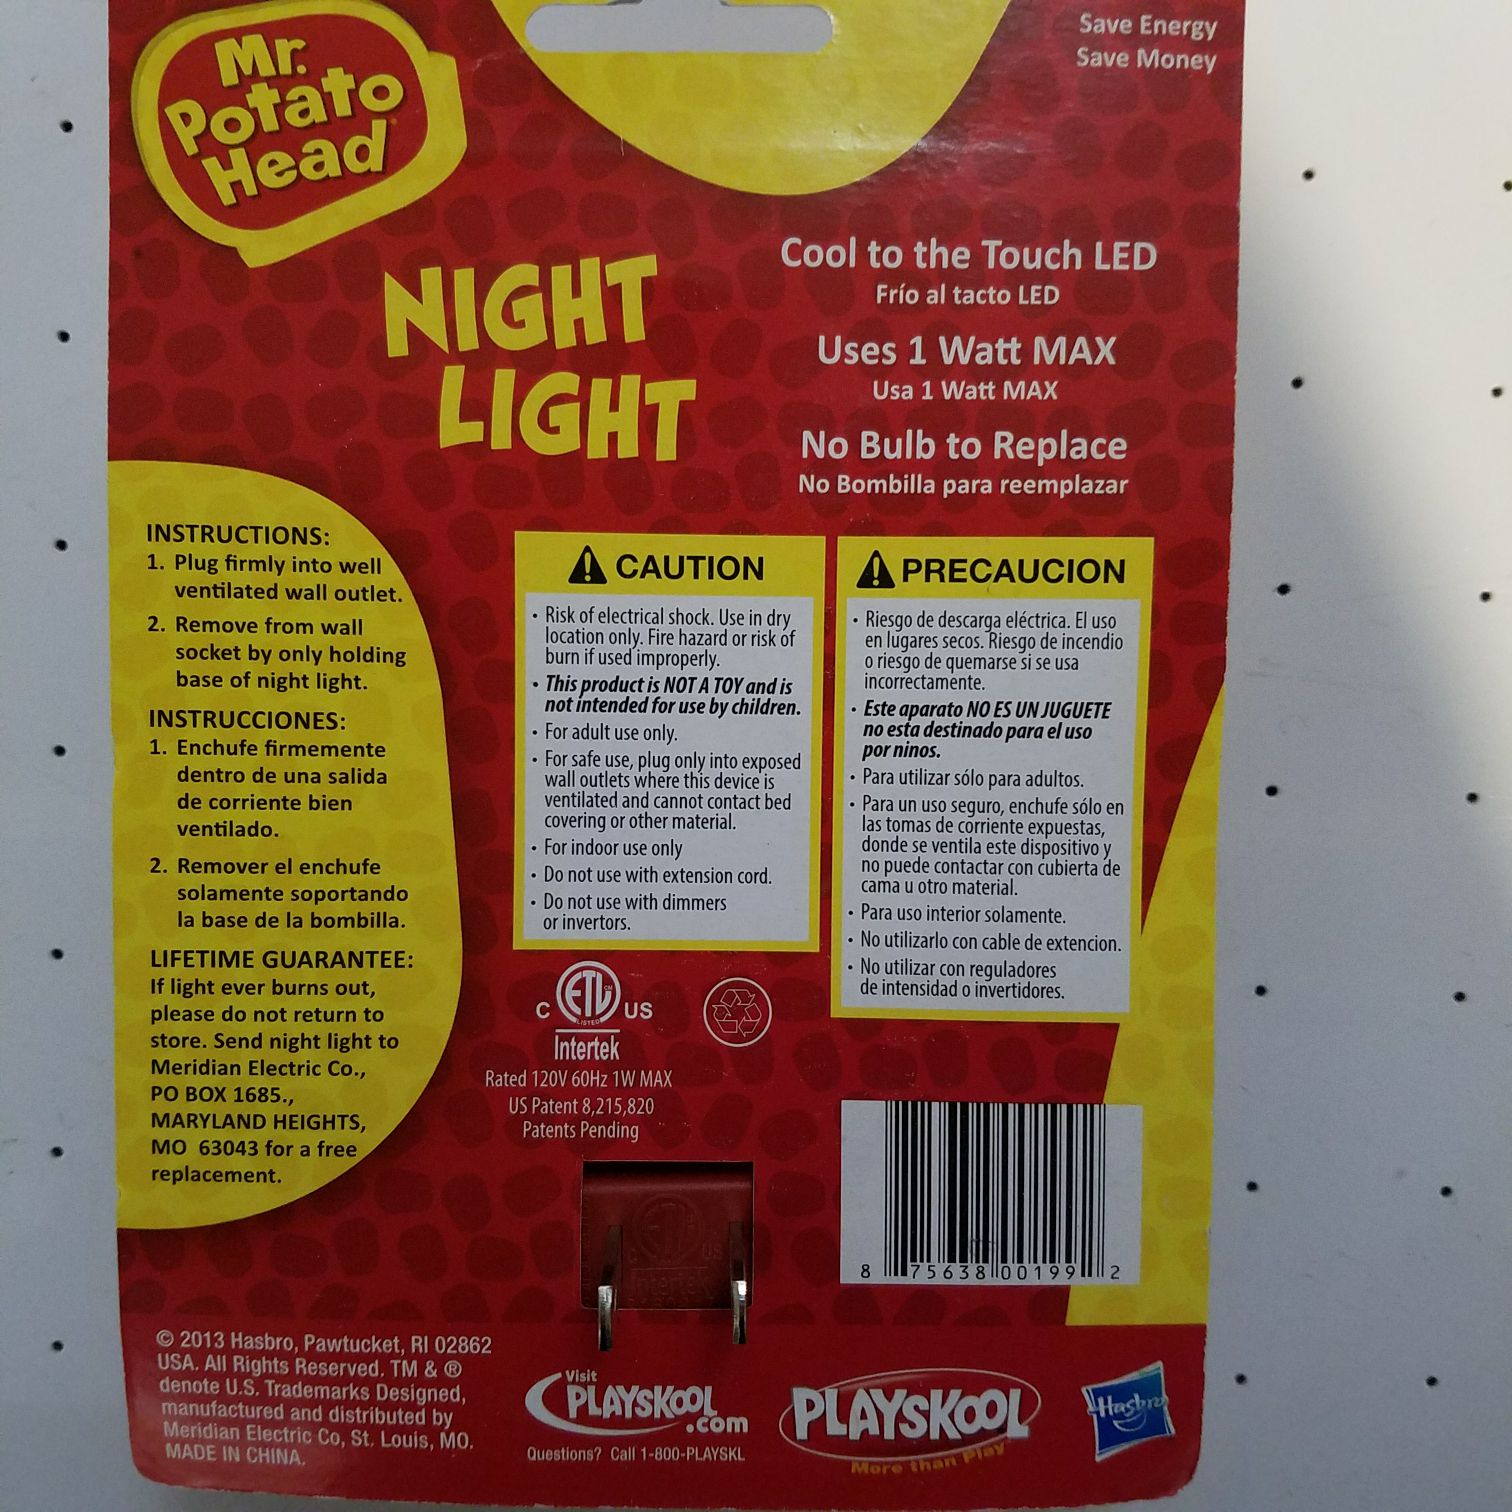 Mr.
Potato
Head
NIGHT
LIGHT
Save Energy
Save Money
Cool to the Touch LED
Frío al tacto LED
Uses 1 Watt MAX
Usa 1 Watt MAX
No Bulb to Replace
No Bombilla para reemplazar
INSTRUCTIONS:
1. Plug firmly into well
ventilated wall outlet.
2. Remove from wall
socket by only holding
base of night light.
INSTRUCCIONES:
1. Enchufe firmemente
dentro de una salida
de corriente bien
ventilado.
2. Remover el enchufe
solamente soportando
la base de la bombilla.
LIFETIME GUARANTEE:
If light ever burns out,
please do not return to
store. Send night light to
Meridian Electric Co.,
PO BOX 1685.,
MARYLAND HEIGHTS,
MO 63043 for a free
replacement.
CAUTION
• Risk of electrical shock. Use in dry
location only. Fire hazard or risk of
burn if used improperly.
• This product is NOT A TOY and is
not intended for use by children.
• For adult use only.
• For safe use, plug only into exposed
wall outlets where this device is
ventilated and cannot contact bed
covering or other material.
• For indoor use only
• Do not use with extension cord.
• Do not use with dimmers
or invertors.
PRECAUCION
• Riesgo de descarga eléctrica. El uso
en lugares secos. Riesgo de incendio
o riesgo de quemarse si se usa
incorrectamente.
• Este aparato NO ES UN JUGUETE
no esta destinado para el uso
por ninos.
• Para utilizar sólo para adultos.
• Para un uso seguro, enchufe sólo en
las tomas de corriente expuestas,
donde se ventila este dispositivo y
no puede contactar con cubierta de
cama u otro material.
• Para uso interior solamente.
• No utilizarlo con cable de extencion.
• No utilizar con reguladores
de intensidad o invertidores.
C ETL CM US
LISTED
Intertek
Rated 120V 60Hz 1W MAX
US Patent 8,215,820
Patents Pending
ETL
C US
Intertek
8 75638 00199 2
© 2013 Hasbro, Pawtucket, RI 02862
USA. All Rights Reserved. TM & ®
denote U.S. Trademarks Designed,
manufactured and distributed by
Meridian Electric Co, St. Louis, MO.
MADE IN CHINA.
Visit
PLAYSKOOL
.com
Questions? Call 1-800-PLAYSKL
PLAYSKOOL
More than Play
Hasbro